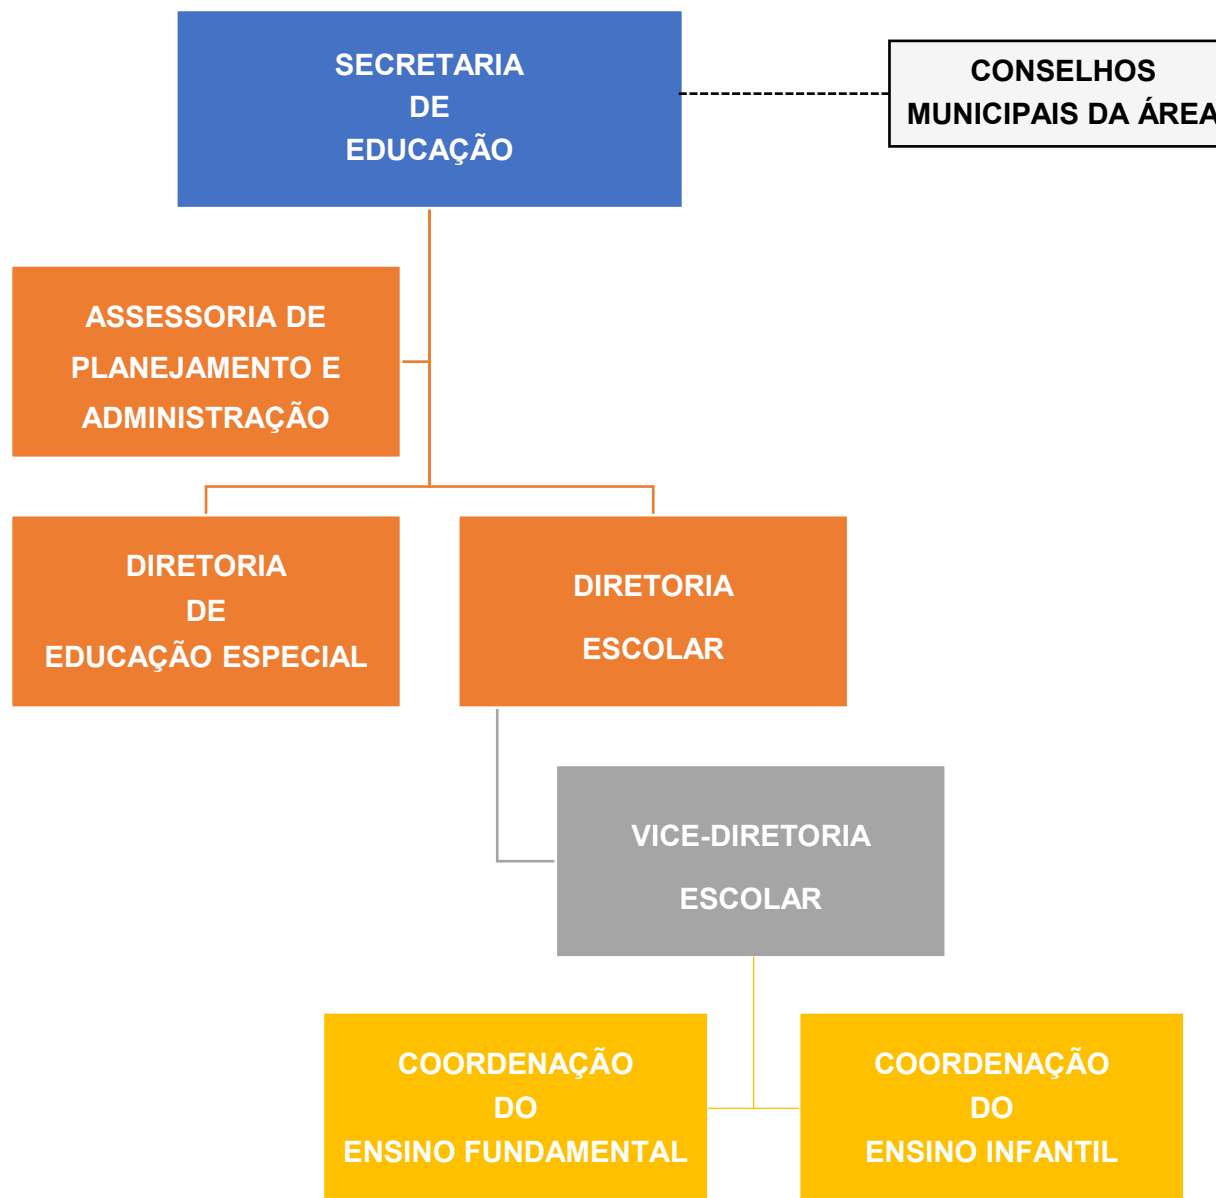 SECRETARIA
DE
EDUCAÇÃO
CONSELHOS
MUNICIPAIS DA ÁREA
ASSESSORIA DE
PLANEJAMENTO E
ADMINISTRAÇÃO
DIRETORIA
DE
EDUCAÇÃO ESPECIAL
DIRETORIA
ESCOLAR
VICE-DIRETORIA
ESCOLAR
COORDENAÇÃO
DO
ENSINO FUNDAMENTAL
COORDENAÇÃO
DO
ENSINO INFANTIL